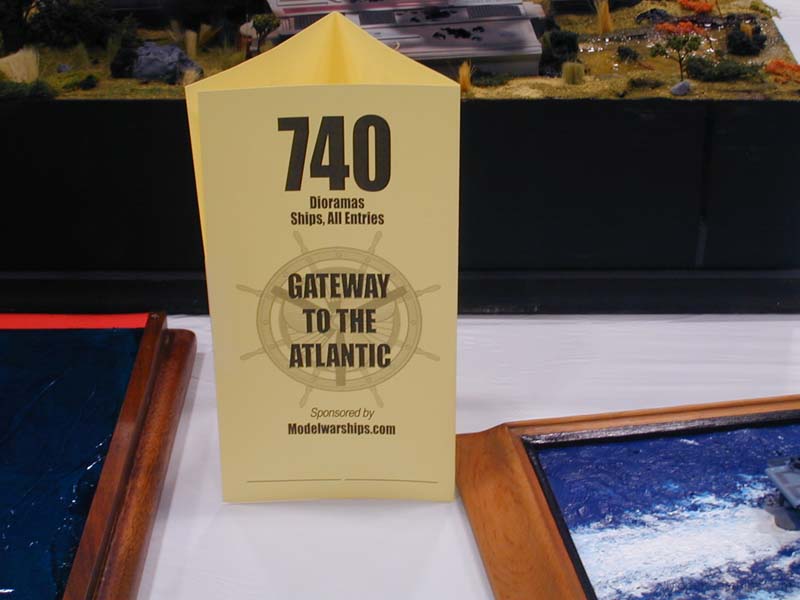 740
Dioramas
Ships, All Entries
GATEWAY
TO THE
ATLANTIC
Sponsored by
Modelwarships.com